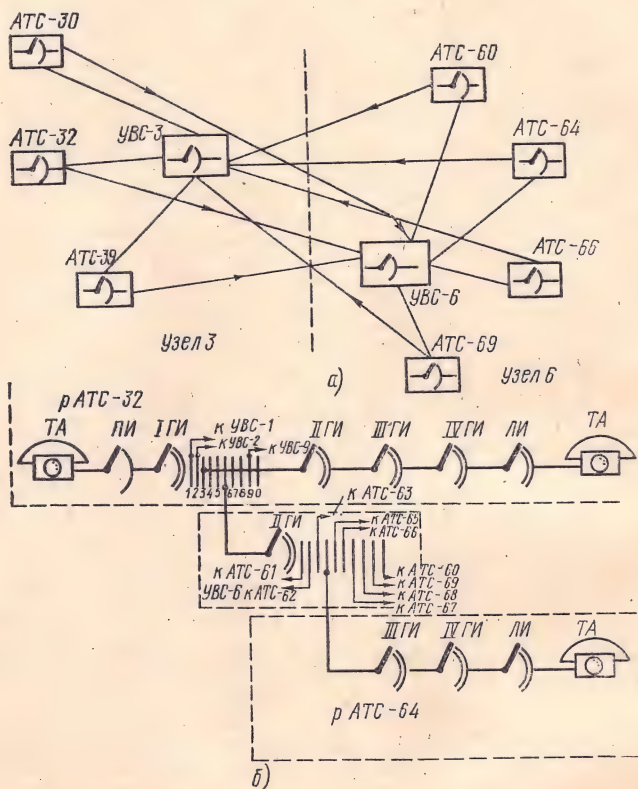 АТС-30
АТС-60
АТС-32
УВС-3
АТС-64
АТС-39
АТС-66
УВС-6
АТС-69
Узел 3
а)
Узел 6
рАТС-32
ТА
ПИ
I ГИ
к УВС-1
к УВС-2
к УВС-9
II ГИ
III ГИ
IV ГИ
ЛИ
ТА
1234567890
к АТС-63
II ГИ
к АТС-65
к АТС-66
к АТС-61
УВС-6 к АТС-62
к АТС-60
к АТС-69
к АТС-68
к АТС-67
III ГИ
IV ГИ
ЛИ
ТА
рАТС-64
б)